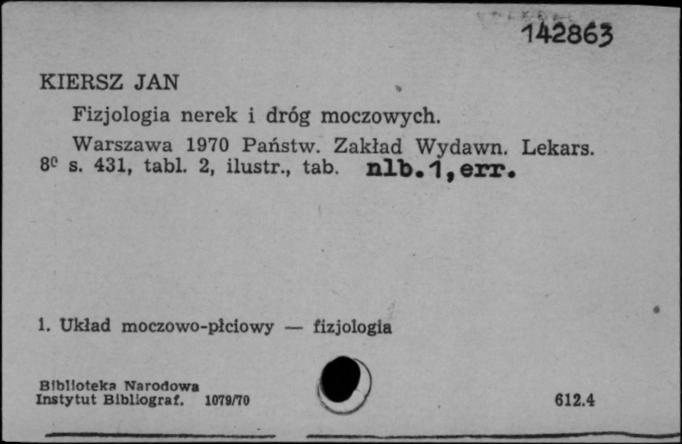 142863
KIERSZ JAN
Fizjologia nerek i dróg moczowych.
Warszawa 1970 Państw. Zakład Wydawn. Lekars.
8º s. 431, tabl. 2, ilustr., tab. nlb.1,err.
1. Układ moczowo-płciowy — fizjologia
Biblioteka Narodowa
Instytut Bibliograf. 1079/70
612.4